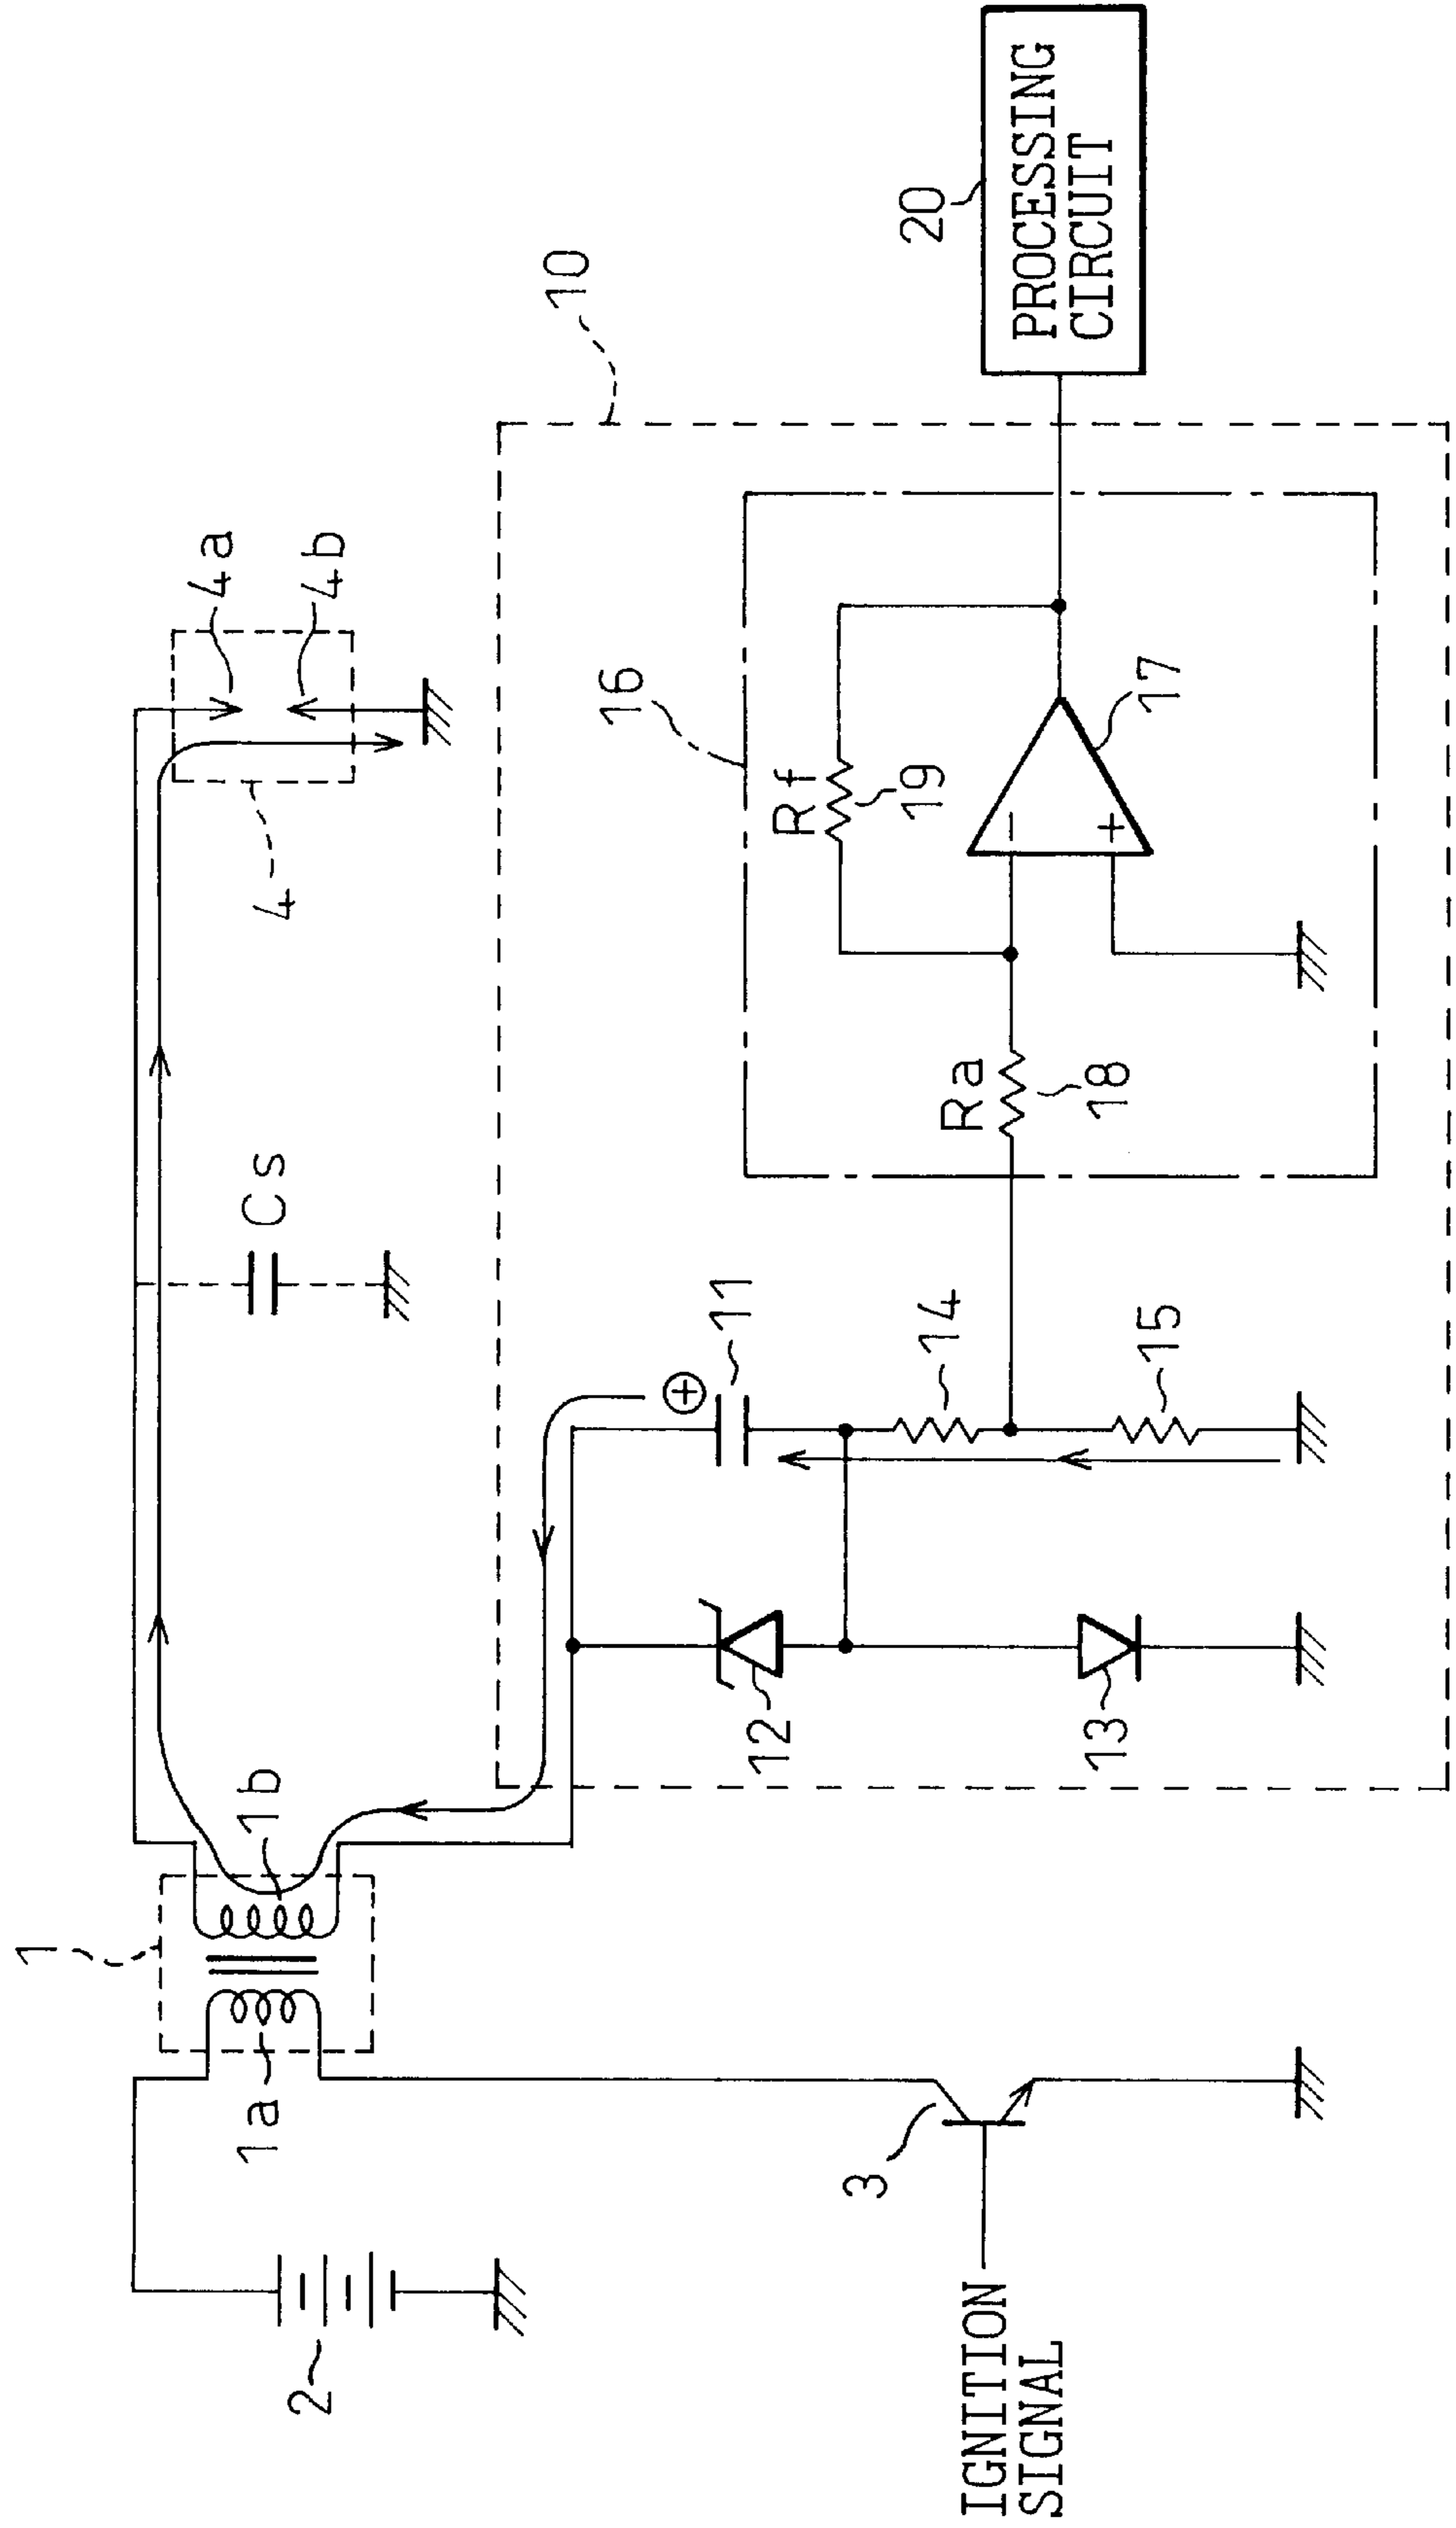 1
1a
1b
2
3
IGNITION
SIGNAL
4
4a
4b
Cs
10
11
12
13
14
15
16
Ra
18
Rf
19
17
20
PROCESSING
CIRCUIT
+
−
+